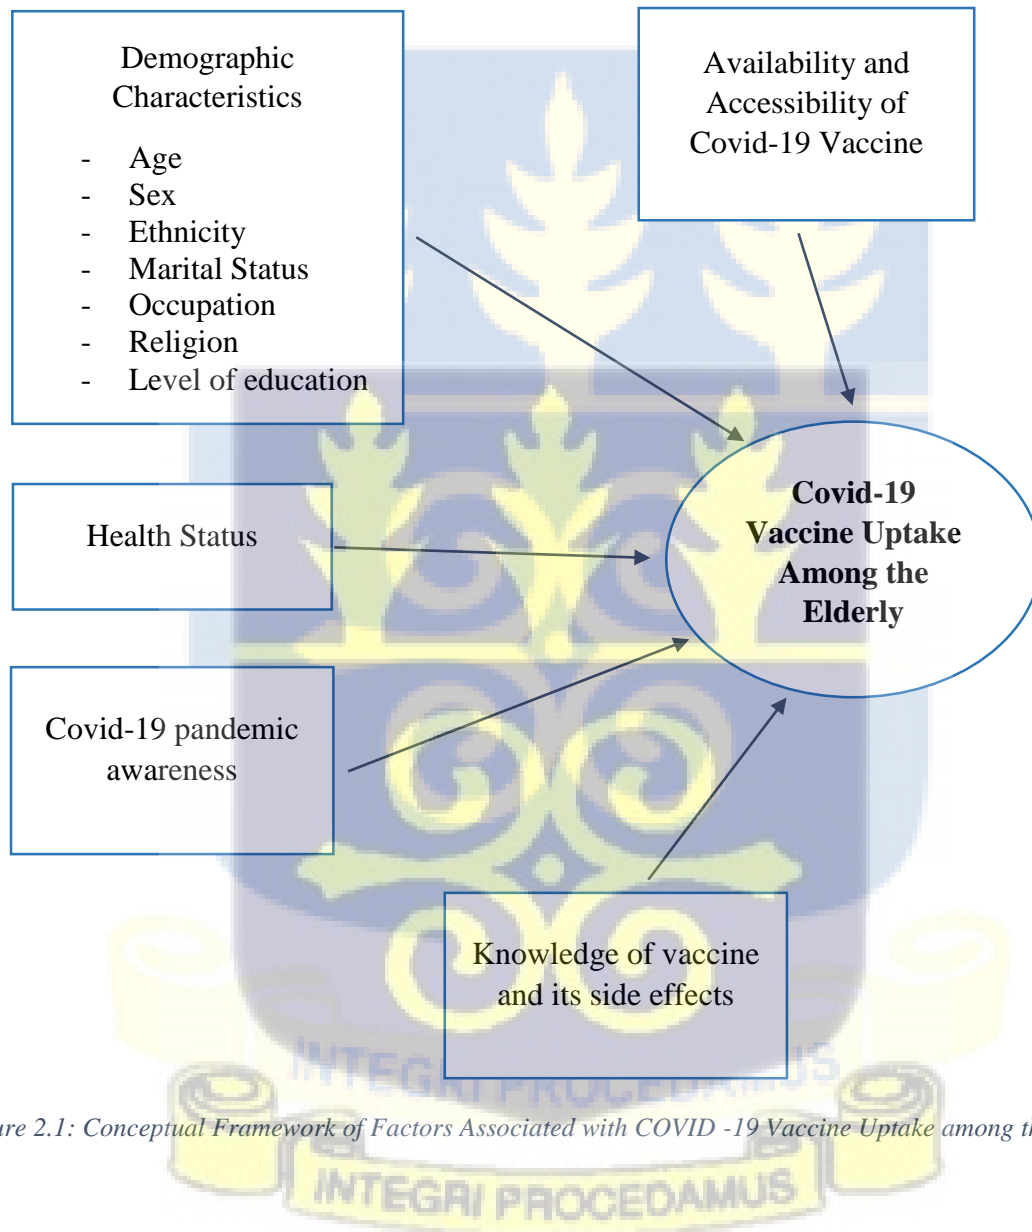 Demographic
Characteristics
- Age
- Sex
- Ethnicity
- Marital Status
- Occupation
- Religion
- Level of education
Availability and
Accessibility of
Covid-19 Vaccine
Health Status
Covid-19
Vaccine Uptake
Among the
Elderly
Covid-19 pandemic
awareness
Knowledge of vaccine
and its side effects
INTEGRI PROCEDAMUS
2.1: Conceptual Framework of Factors Associated with COVID -19 Vaccine Uptake among
INTEGRI PROCEDAMUS